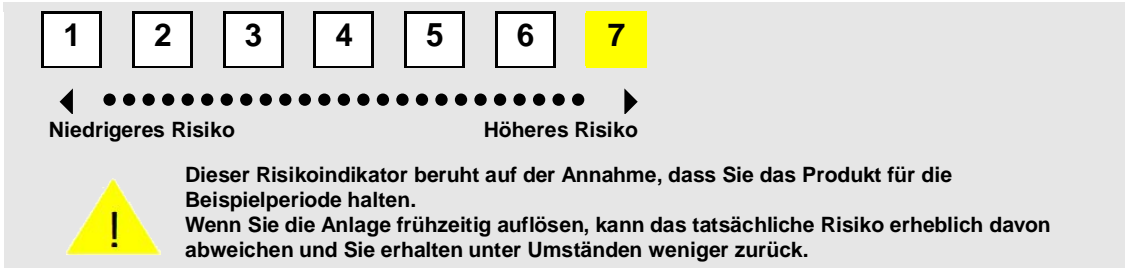 1 2 3 4 5 6 7
Niedrigeres Risiko Höheres Risiko
Dieser Risikoindikator beruht auf der Annahme, dass Sie das Produkt für die
Beispielperiode halten.
Wenn Sie die Anlage frühzeitig auflösen, kann das tatsächliche Risiko erheblich davon
abweichen und Sie erhalten unter Umständen weniger zurück.
!